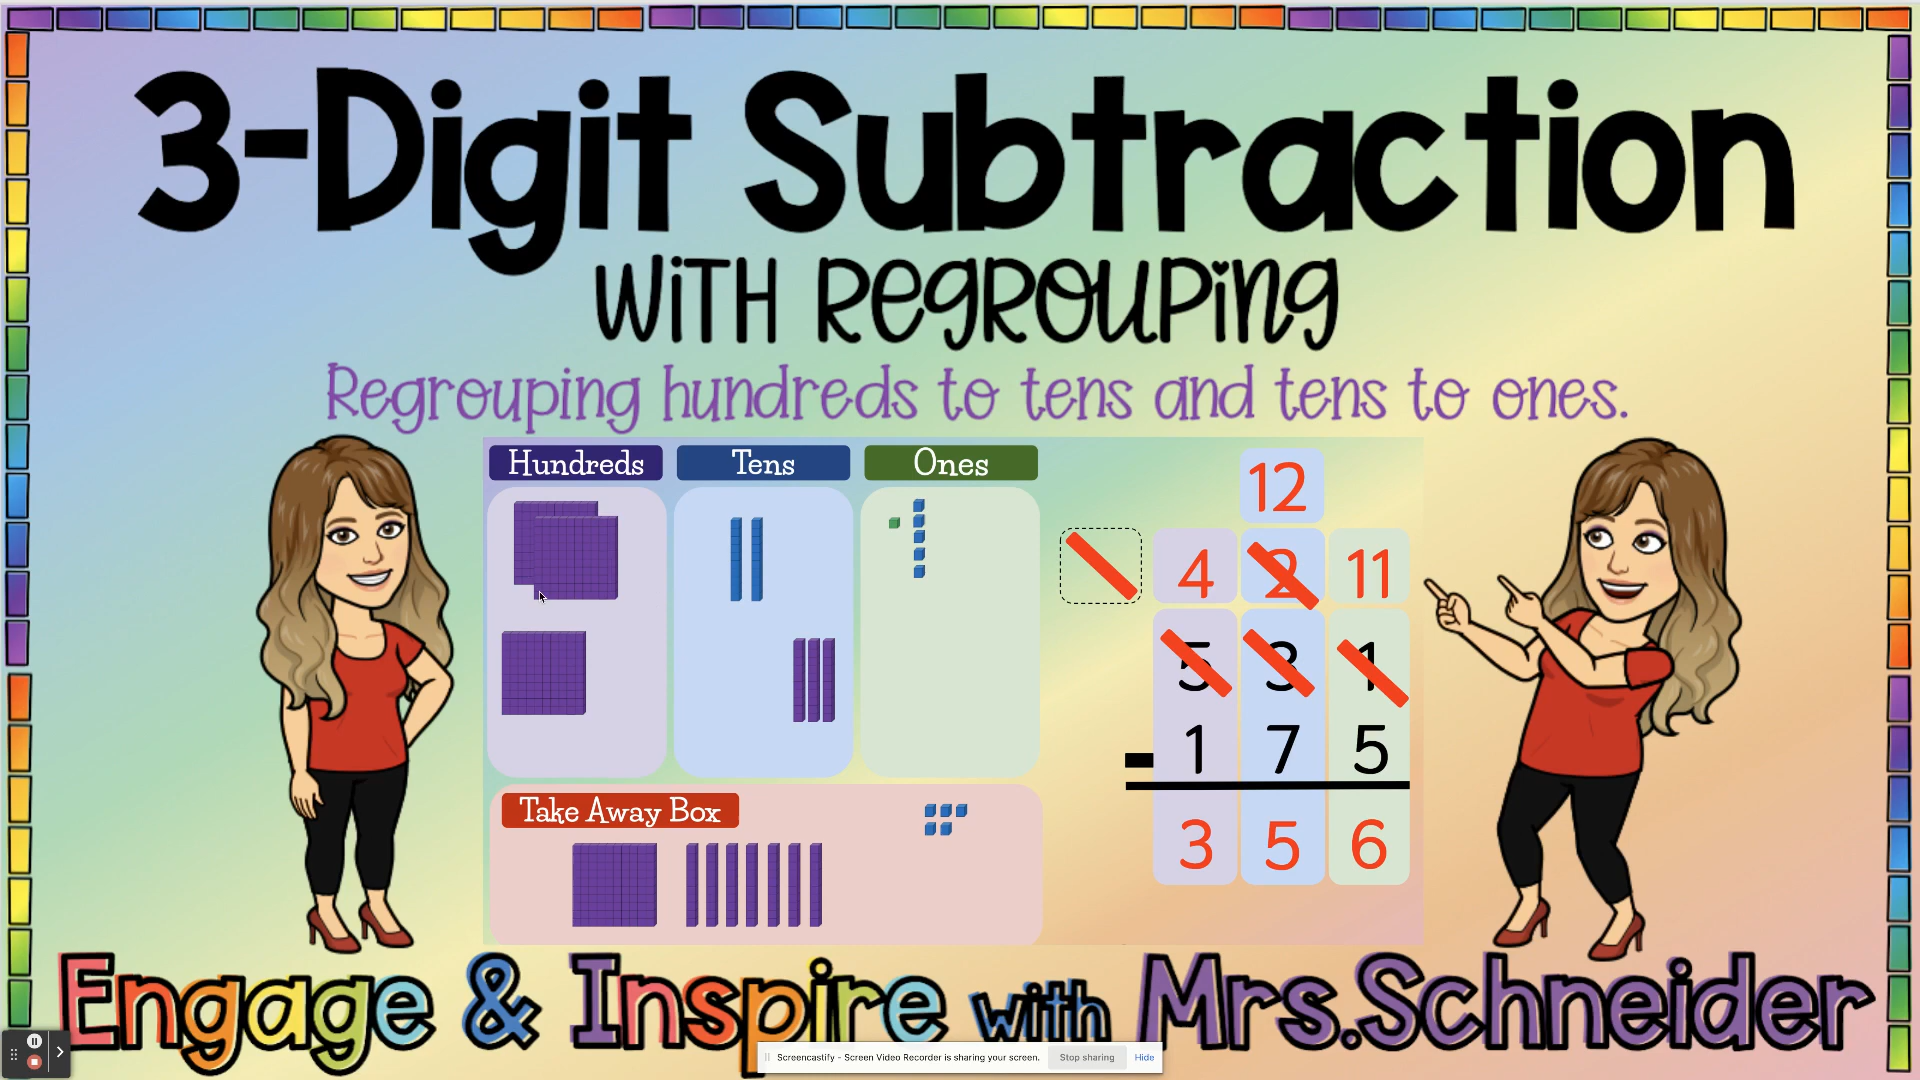 3-Digit Subtraction
WITH REGROUPING
Regrouping hundreds to tens and tens to ones.
Hundreds Tens Ones
12
4 2 11
5 3 1
- 1 7 5
3 5 6
Take Away Box
Engage & Inspire with Mrs.Schneider
Screencastify - Screen Video Recorder is sharing your screen. Stop sharing Hide